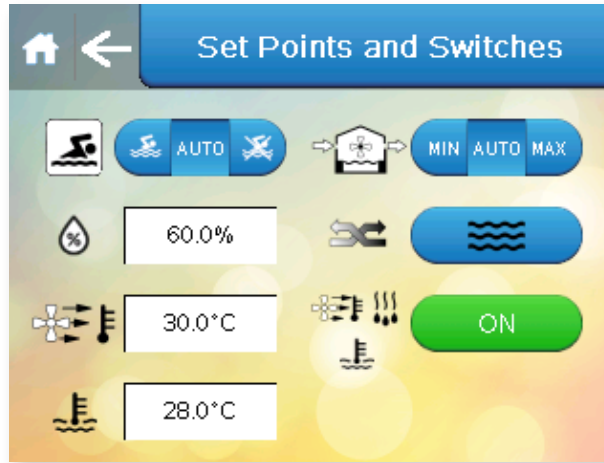 Set Points and Switches
AUTO
MIN AUTO MAX
%
60.0%
30.0°C
ON
28.0°C